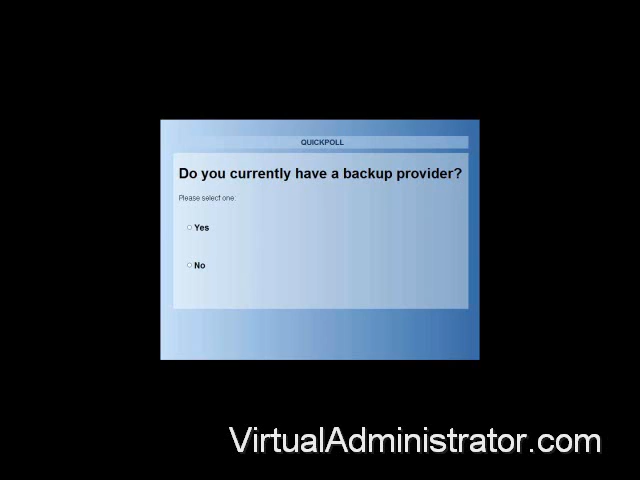 QUICKPOLL
Do you currently have a backup provider?
Please select one:
Yes
No
VirtualAdministrator.com